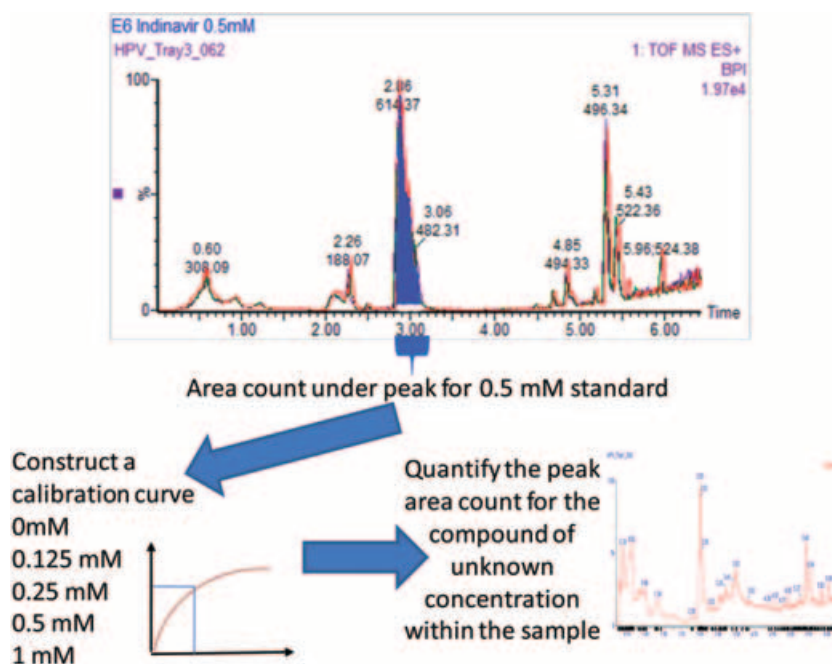 E6 Indinavir 0.5mM
HPV_Tray3_062
1: TOF MS ES+
BPI
1.97e4
100
%
0
2.86
614.37
5.31
496.34
3.06
482.31
5.43
522.36
0.60
308.09
2.26
188.07
4.85
494.33
5.96;524.38
Time
1.00 2.00 3.00 4.00 5.00 6.00
Area count under peak for 0.5 mM standard
Construct a
calibration curve
0mM
0.125 mM
0.25 mM
0.5 mM
1 mM
Quantify the peak
area count for the
compound of
unknown
concentration
within the sample